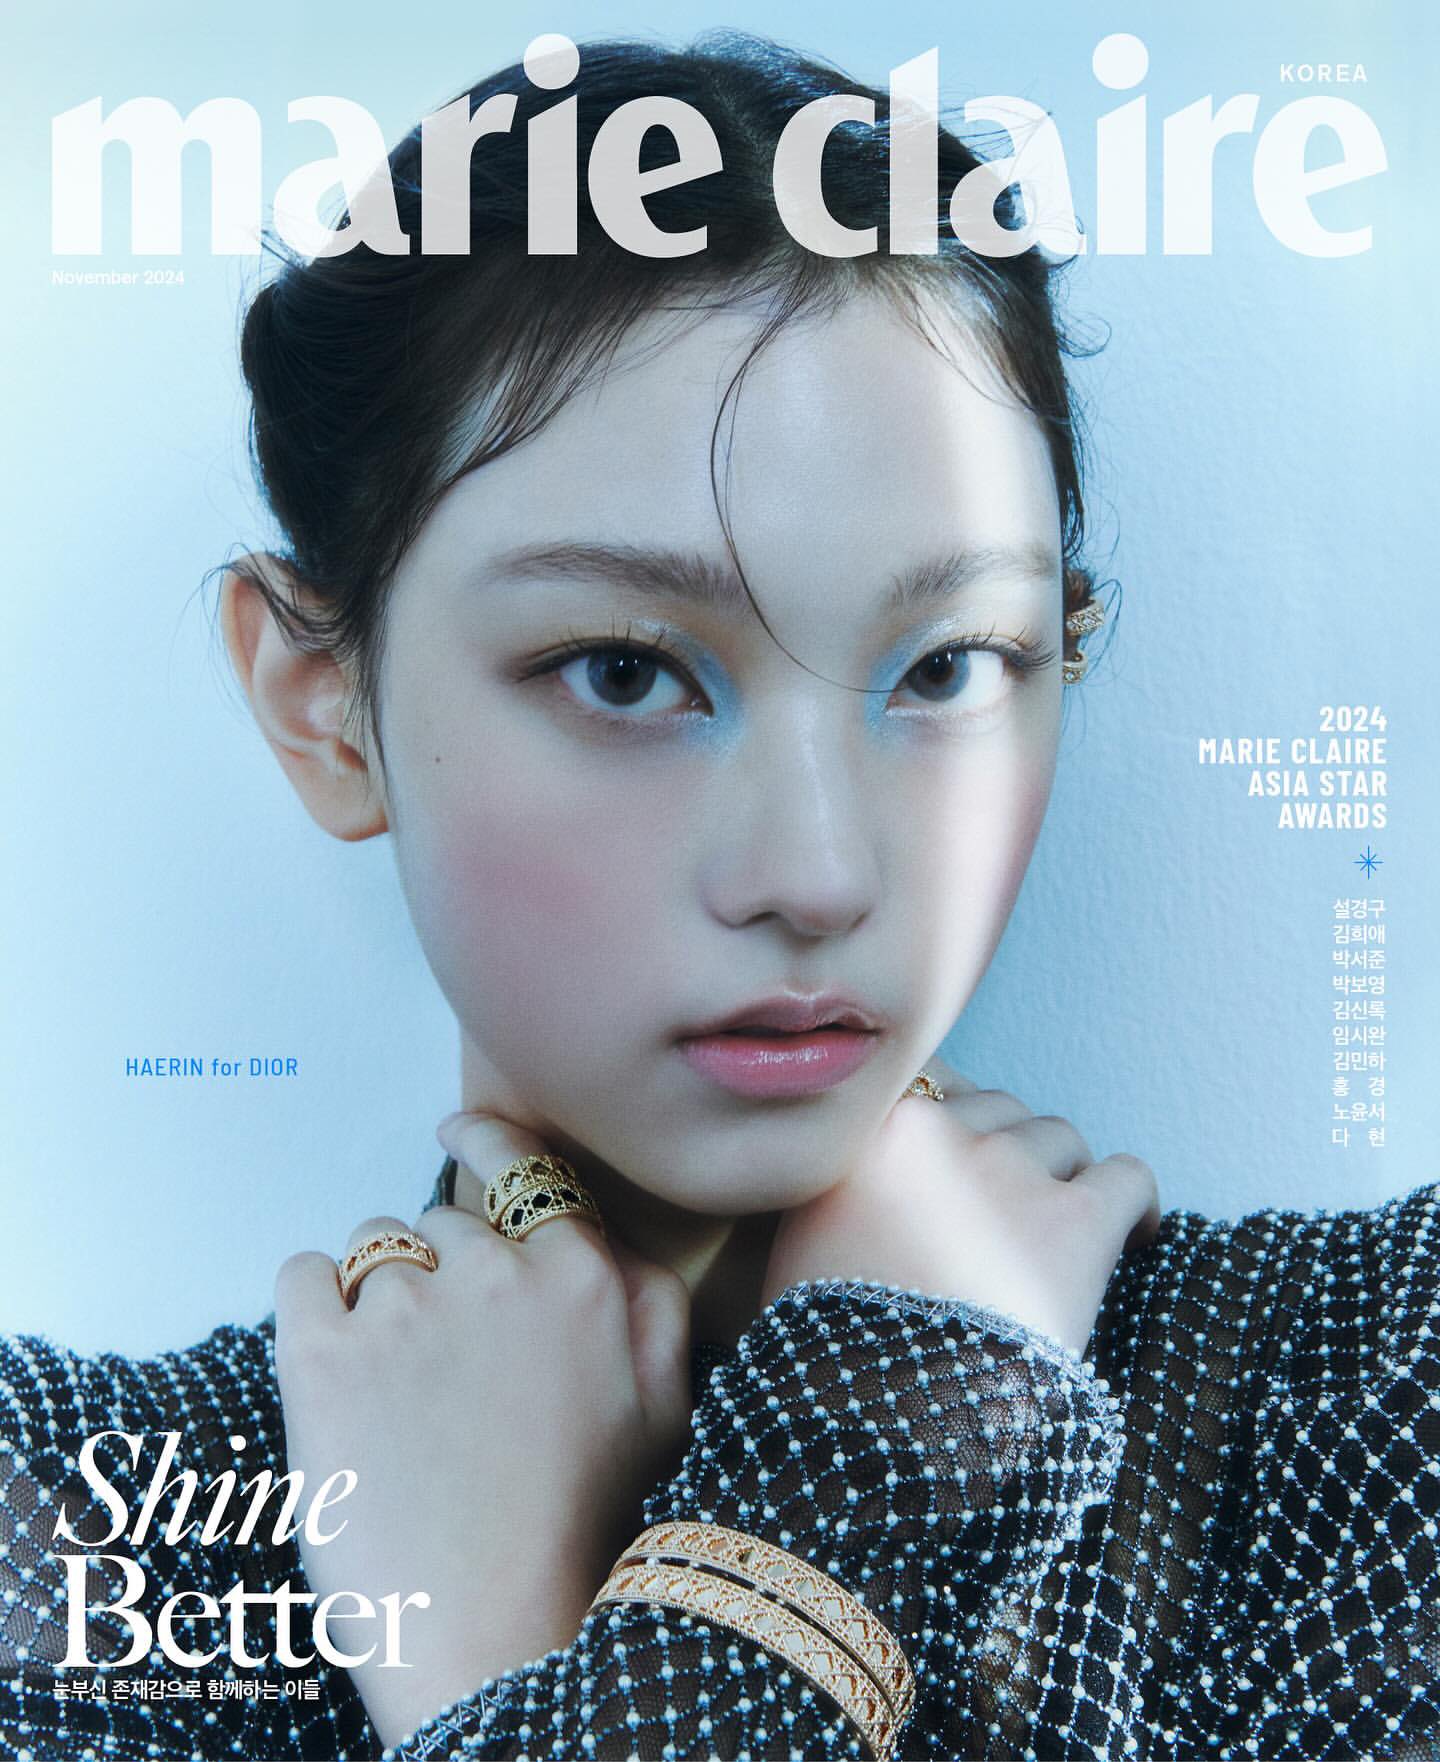 marie claire
KOREA
November 2024
2024
MARIE CLAIRE
ASIA STAR
AWARDS
설경구
김희애
박서준
박보영
김신록
임시완
김민하
홍 경
노윤서
다 현
HAERIN for DIOR
Shine
Better
눈부신 존재감으로 함께하는 이들